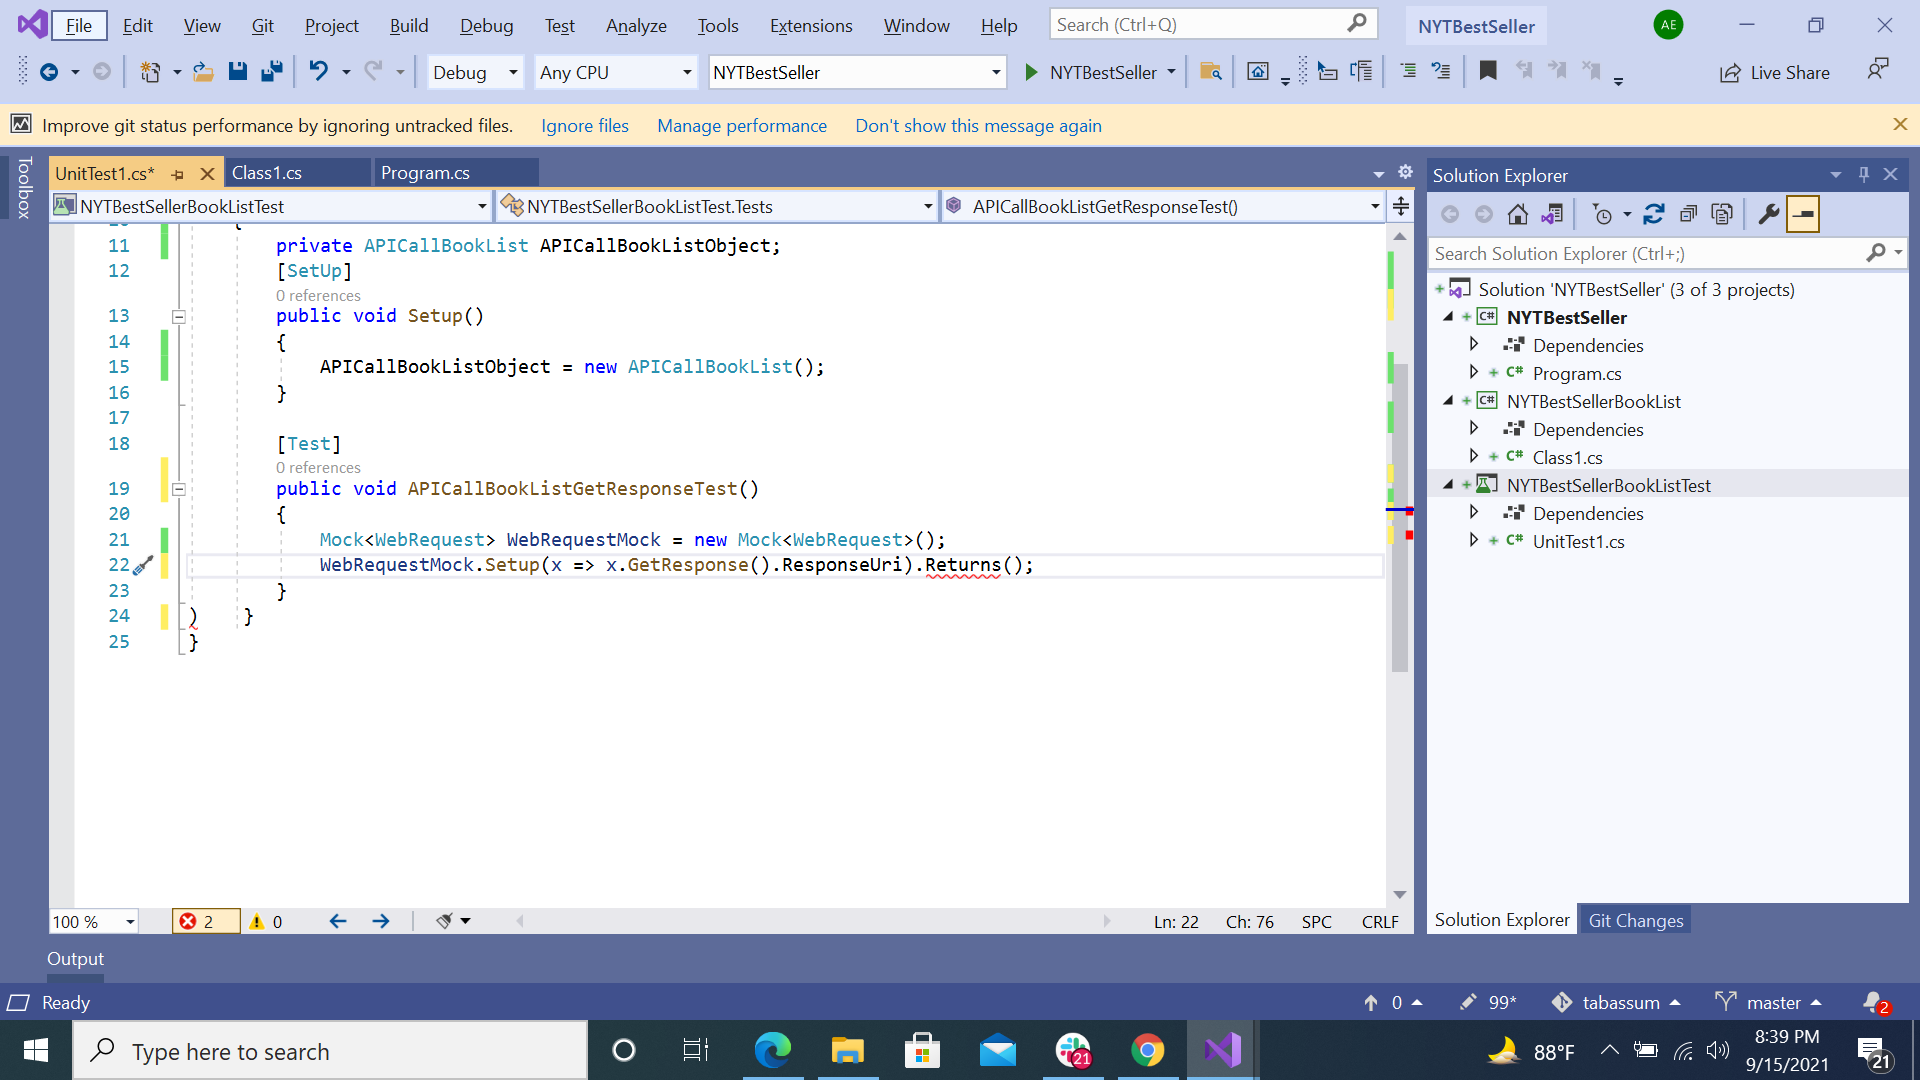 File Edit View Git Project Build Debug Test Analyze Tools Extensions Window Help Search (Ctrl+Q) NYTBestSeller AE
Debug Any CPU NYTBestSeller NYTBestSeller Live Share
Improve git status performance by ignoring untracked files. Ignore files Manage performance Don't show this message again
Toolbox
UnitTest1.cs* Class1.cs Program.cs
NYTBestSellerBookListTest NYTBestSellerBookListTest.Tests APICallBookListGetResponseTest()
{
11 private APICallBookList APICallBookListObject;
12 [SetUp]
0 references
13 public void Setup()
14 {
15 APICallBookListObject = new APICallBookList();
16 }
17
18 [Test]
0 references
19 public void APICallBookListGetResponseTest()
20 {
21 Mock<WebRequest> WebRequestMock = new Mock<WebRequest>();
22 WebRequestMock.Setup(x => x.GetResponse().ResponseUri).Returns();
23 }
24 ) }
25 }
100 % 2 0 Ln: 22 Ch: 76 SPC CRLF
Solution Explorer
Search Solution Explorer (Ctrl+;)
Solution 'NYTBestSeller' (3 of 3 projects)
C# NYTBestSeller
Dependencies
C# Program.cs
C# NYTBestSellerBookList
Dependencies
C# Class1.cs
NYTBestSellerBookListTest
Dependencies
C# UnitTest1.cs
Solution Explorer Git Changes
Output
Ready 0 99* tabassum master 2
Type here to search 21 88°F 8:39 PM
9/15/2021 21